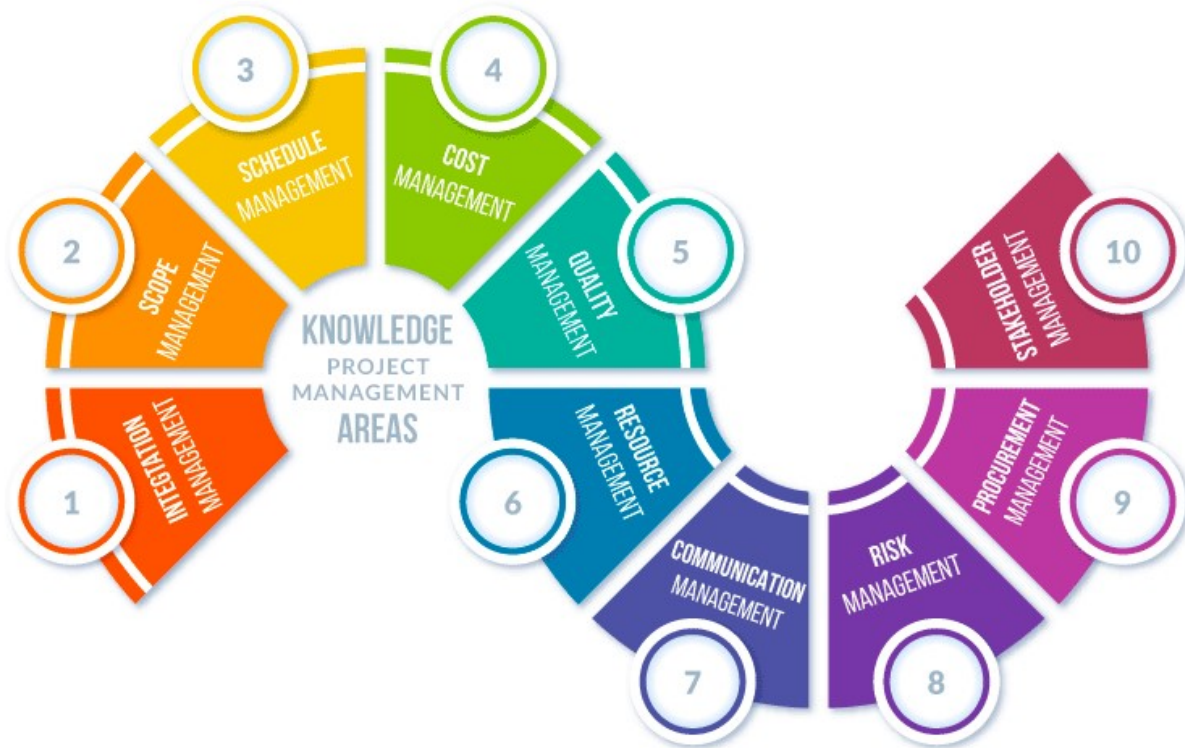 1
INTEGTATION
MANAGEMENT
2
SCOPE
MANAGEMENT
3
SCHEDULE
MANAGEMENT
4
COST
MANAGEMENT
5
QUALITY
MANAGEMENT
KNOWLEDGE
PROJECT
MANAGEMENT
AREAS
6
RESOURCE
MANAGEMENT
7
COMMUNICATION
MANAGEMENT
8
RISK
MANAGEMENT
9
PROCUREMENT
MANAGEMENT
10
STAKEHOLDER
MANAGEMENT